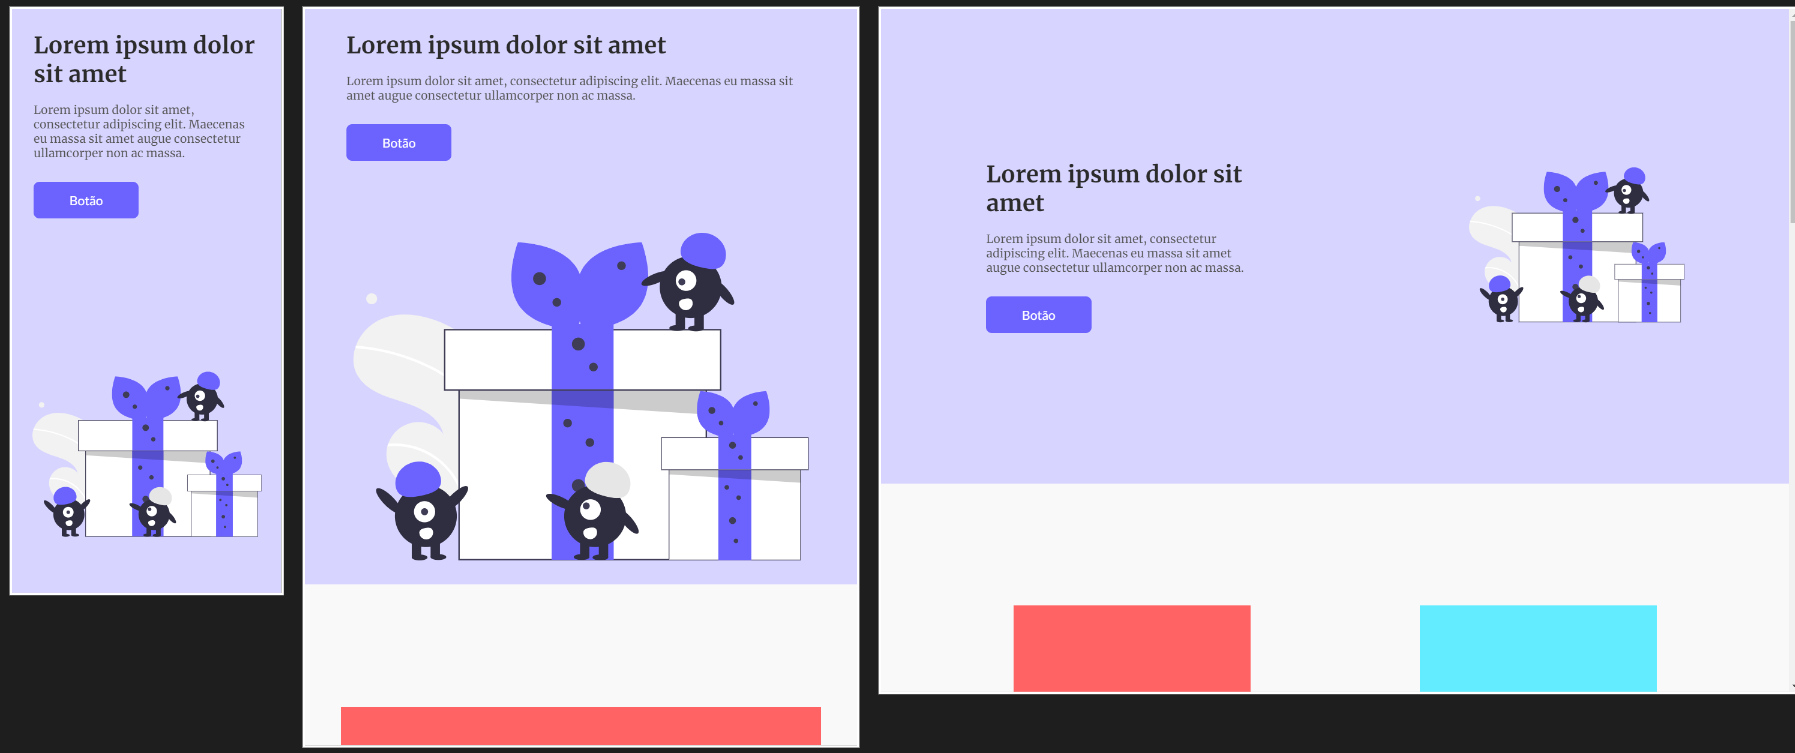 Lorem ipsum dolor
sit amet
Lorem ipsum dolor sit amet,
consectetur adipiscing elit. Maecenas
eu massa sit amet augue consectetur
ullamcorper non ac massa.
Botão
Lorem ipsum dolor sit amet
Lorem ipsum dolor sit amet, consectetur adipiscing elit. Maecenas eu massa sit
amet augue consectetur ullamcorper non ac massa.
Botão
Lorem ipsum dolor sit
amet
Lorem ipsum dolor sit amet, consectetur
adipiscing elit. Maecenas eu massa sit amet
augue consectetur ullamcorper non ac massa.
Botão